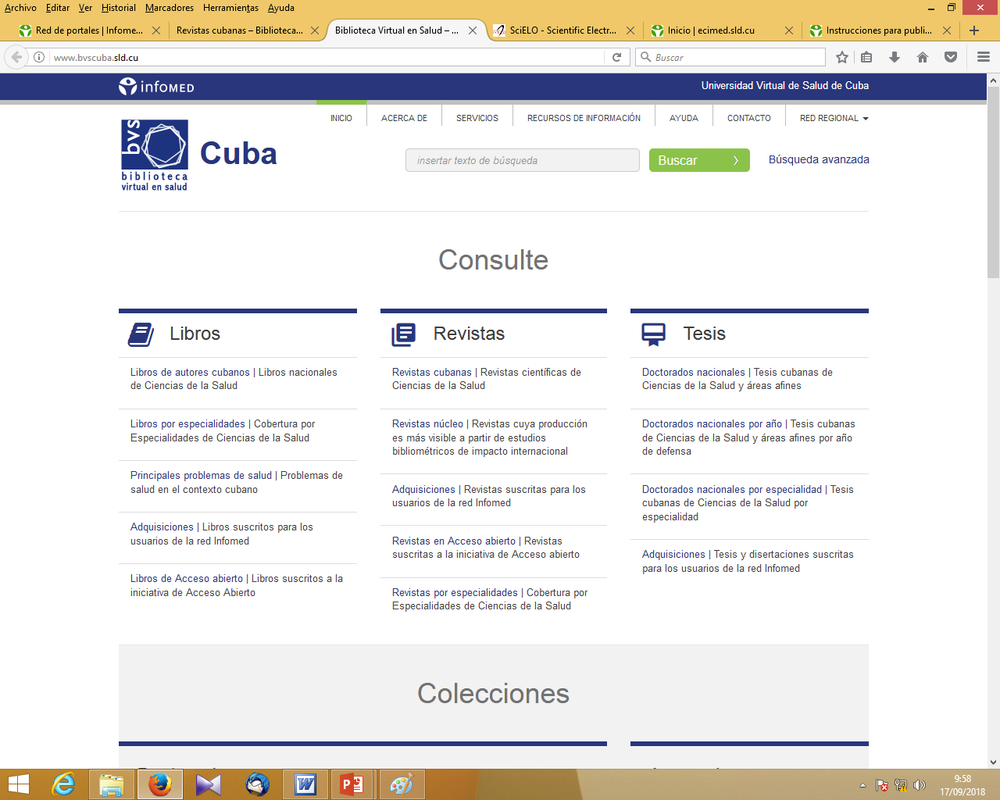 Archivo Editar Ver Historial Marcadores Herramientas Ayuda
Red de portales | Infome... Revistas cubanas – Biblioteca... Biblioteca Virtual en Salud – ... SciELO - Scientific Electr... Inicio | ecimed.sld.cu Instrucciones para publi...
www.bvscuba.sld.cu Buscar
infoMED Universidad Virtual de Salud de Cuba
INICIO ACERCA DE SERVICIOS RECURSOS DE INFORMACIÓN AYUDA CONTACTO RED REGIONAL
bvs
biblioteca
virtual en salud
Cuba
insertar texto de búsqueda Buscar Búsqueda avanzada
Consulte
Libros
Libros de autores cubanos | Libros nacionales
de Ciencias de la Salud
Libros por especialidades | Cobertura por
Especialidades de Ciencias de la Salud
Principales problemas de salud | Problemas de
salud en el contexto cubano
Adquisiciones | Libros suscritos para los
usuarios de la red Infomed
Libros de Acceso abierto | Libros suscritos a la
iniciativa de Acceso Abierto
Revistas
Revistas cubanas | Revistas científicas de
Ciencias de la Salud
Revistas núcleo | Revistas cuya producción
es más visible a partir de estudios
bibliométricos de impacto internacional
Adquisiciones | Revistas suscritas para los
usuarios de la red Infomed
Revistas en Acceso abierto | Revistas
suscritas a la iniciativa de Acceso abierto
Revistas por especialidades | Cobertura por
Especialidades de Ciencias de la Salud
Tesis
Doctorados nacionales | Tesis cubanas de
Ciencias de la Salud y áreas afines
Doctorados nacionales por año | Tesis cubanas
de Ciencias de la Salud y áreas afines por año
de defensa
Doctorados nacionales por especialidad | Tesis
cubanas de Ciencias de la Salud por
especialidad
Adquisiciones | Tesis y disertaciones suscritas
para los usuarios de la red Infomed
Colecciones
9:58
17/09/2018